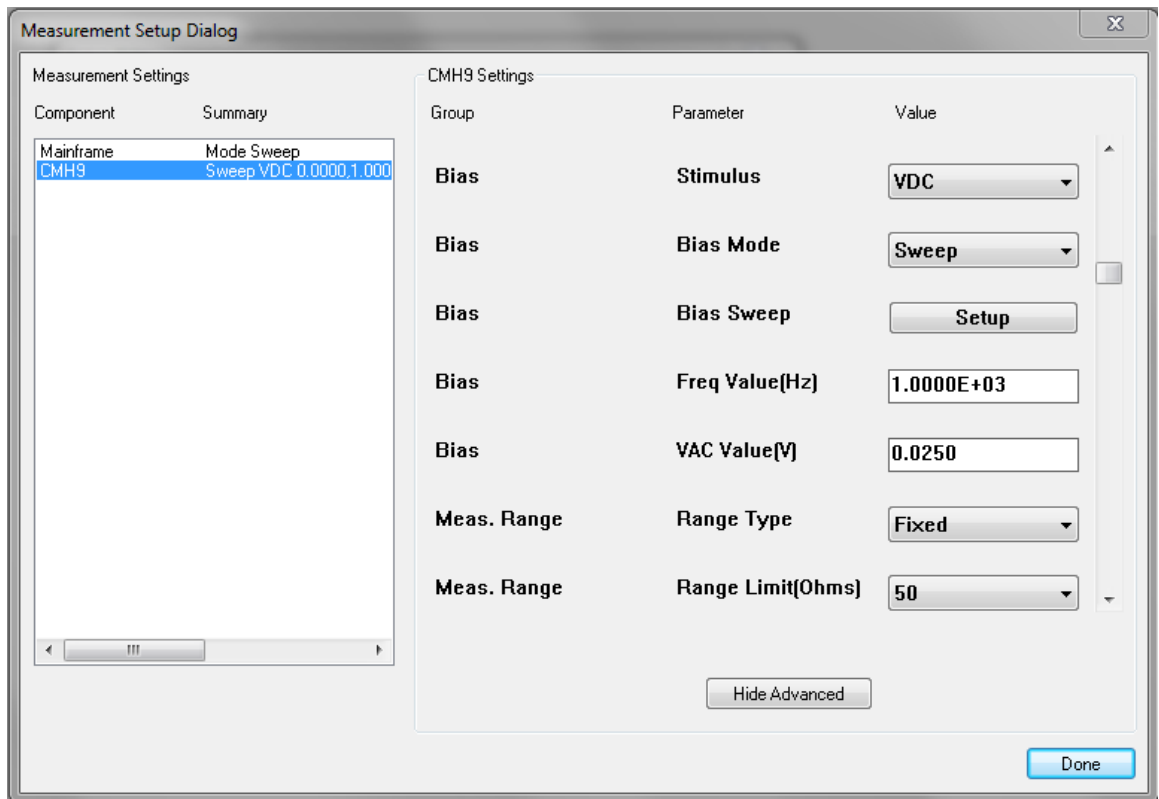 Measurement Setup Dialog
Measurement Settings
Component Summary
Mainframe Mode Sweep
CMH9 Sweep VDC 0.0000,1.000
CMH9 Settings
Group Parameter Value
Bias Stimulus VDC
Bias Bias Mode Sweep
Bias Bias Sweep Setup
Bias Freq Value(Hz) 1.0000E+03
Bias VAC Value(V) 0.0250
Meas. Range Range Type Fixed
Meas. Range Range Limit(Ohms) 50
Hide Advanced
Done